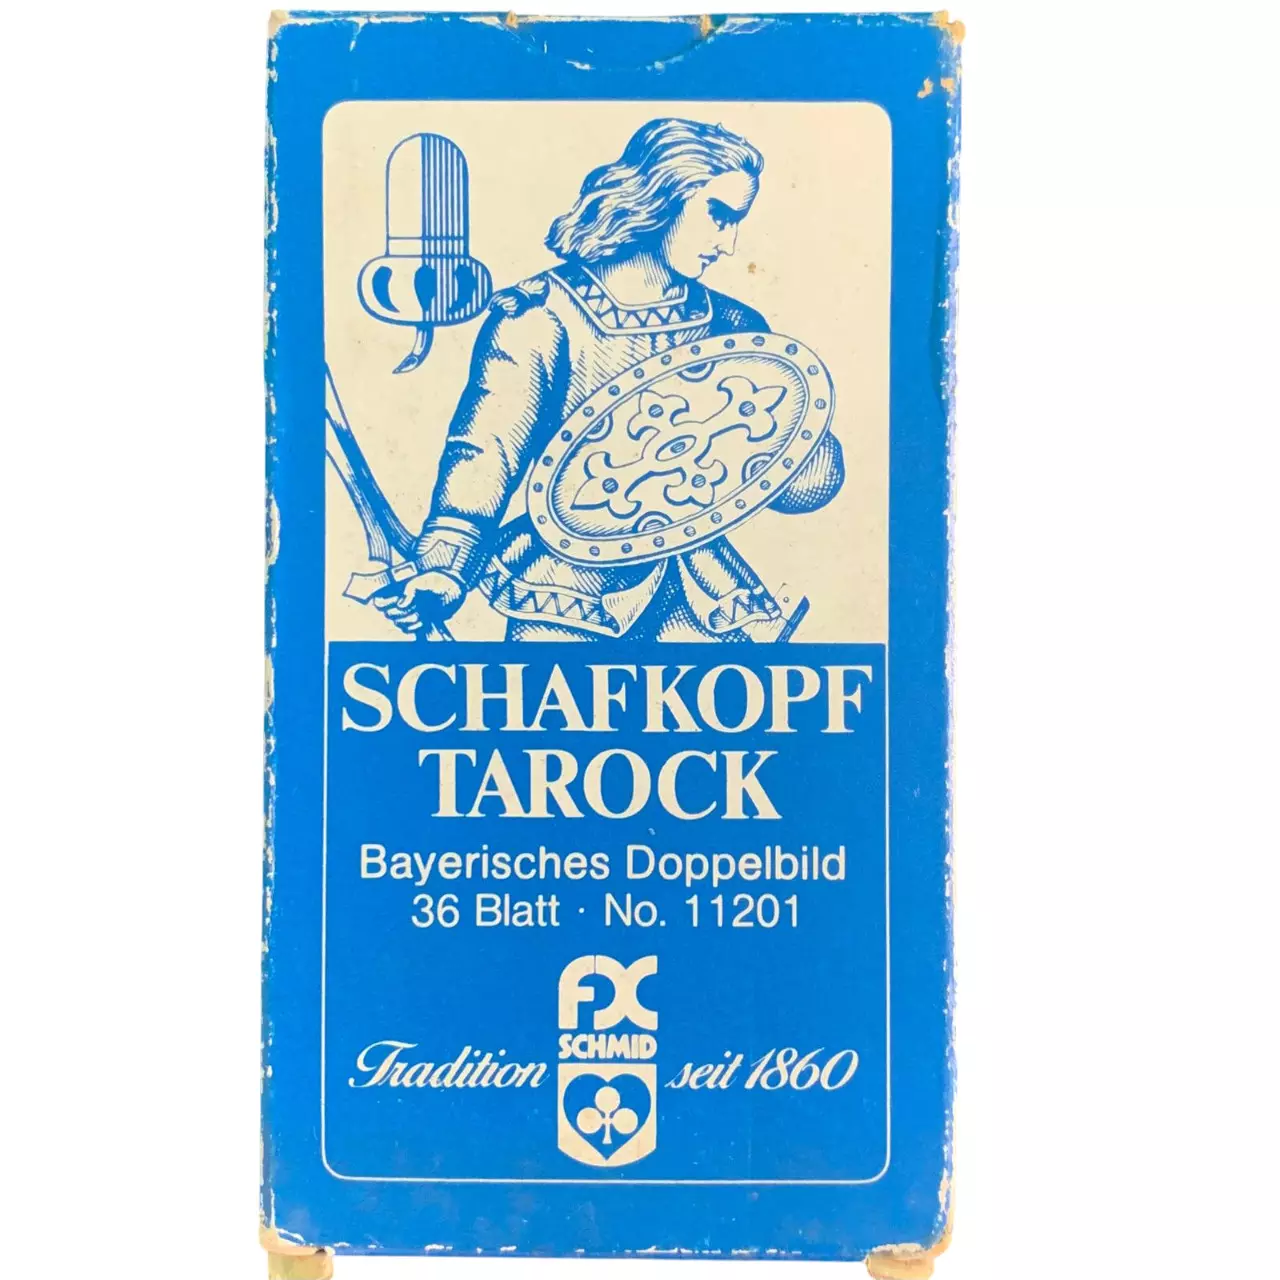 SCHAFKOPF
TAROCK
Bayerisches Doppelbild
36 Blatt · No. 11201
FX
SCHMID
Tradition seit 1860